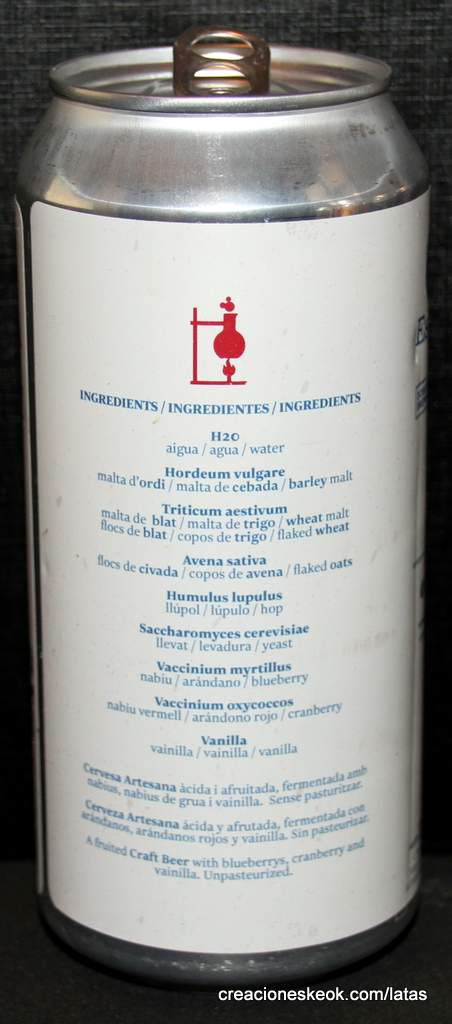 INGREDIENTS / INGREDIENTES / INGREDIENTS
H2O
aigua / agua / water
Hordeum vulgare
malta d'ordi / malta de cebada / barley malt
Triticum aestivum
malta de blat / malta de trigo / wheat malt
flocs de blat / copos de trigo / flaked wheat
Avena sativa
flocs de civada / copos de avena / flaked oats
Humulus lupulus
llúpol / lúpulo / hop
Saccharomyces cerevisiae
llevat / levadura / yeast
Vaccinium myrtillus
nabiu / arándano / blueberry
Vaccinium oxycoccos
nabiu vermell / arándono rojo / cranberry
Vanilla
vainilla / vainilla / vanilla
Cervesa Artesana àcida i afruitada, fermentada amb
nabius, nabius de grua i vainilla. Sense pasturitzar.
Cerveza Artesana ácida y afrutada, fermentada con
arándanos, arándanos rojos y vainilla. Sin pasteurizar.
A fruited Craft Beer with blueberrys, cranberry and
vainilla. Unpasteurized.
creacioneskeok.com/latas